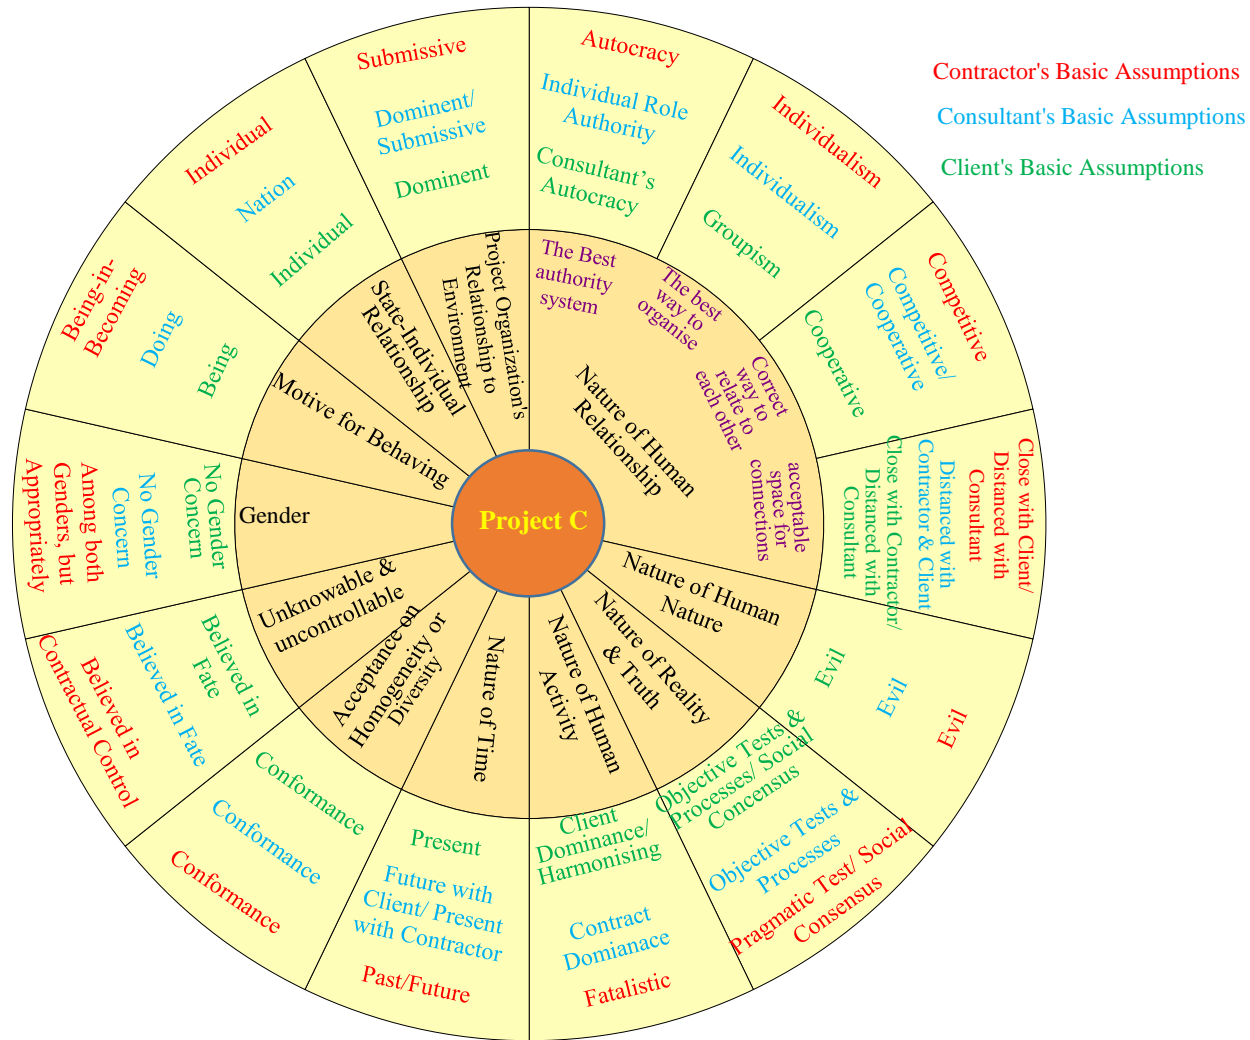 Contractor's Basic Assumptions
Consultant's Basic Assumptions
Client's Basic Assumptions
Project C
Autocracy
Individual Role
Authority
Consultant's
Autocracy
The Best
authority
system
Individualism
Individualism
Groupism
The best
way to
organise
Competitive
Competitive/
Cooperative
Cooperative
Correct
way to
relate to
each other
Close with Client/
Distanced with
Consultant
Distanced with
Contractor & Client
Close with Contractor/
Distanced with
Consultant
acceptable
space for
connections
Nature of Human
Relationship
Evil
Evil
Evil
Nature of Human
Nature
Pragmatic Test/ Social
Consensus
Objective Tests &
Processes
Objective Tests &
Processes/ Social
Concensus
Nature of Reality
& Truth
Client
Dominance/
Harmonising
Contract
Domianace
Fatalistic
Nature of Human
Activity
Present
Future with
Client/ Present
with Contractor
Past/Future
Nature of Time
Conformance
Conformance
Conformance
Acceptance on
Homogeneity or
Diversity
Believed in
Contractual Control
Believed in Fate
Believed in
Fate
Unknowable &
uncontrollable
Among both
Genders, but
Appropriately
No Gender
Concern
No Gender
Concern
Gender
Being-in-
Becoming
Doing
Being
Motive for Behaving
Individual
Nation
Individual
State-Individual
Relationship
Submissive
Dominent/
Submissive
Dominent
Project Organization's
Relationship to
Environment